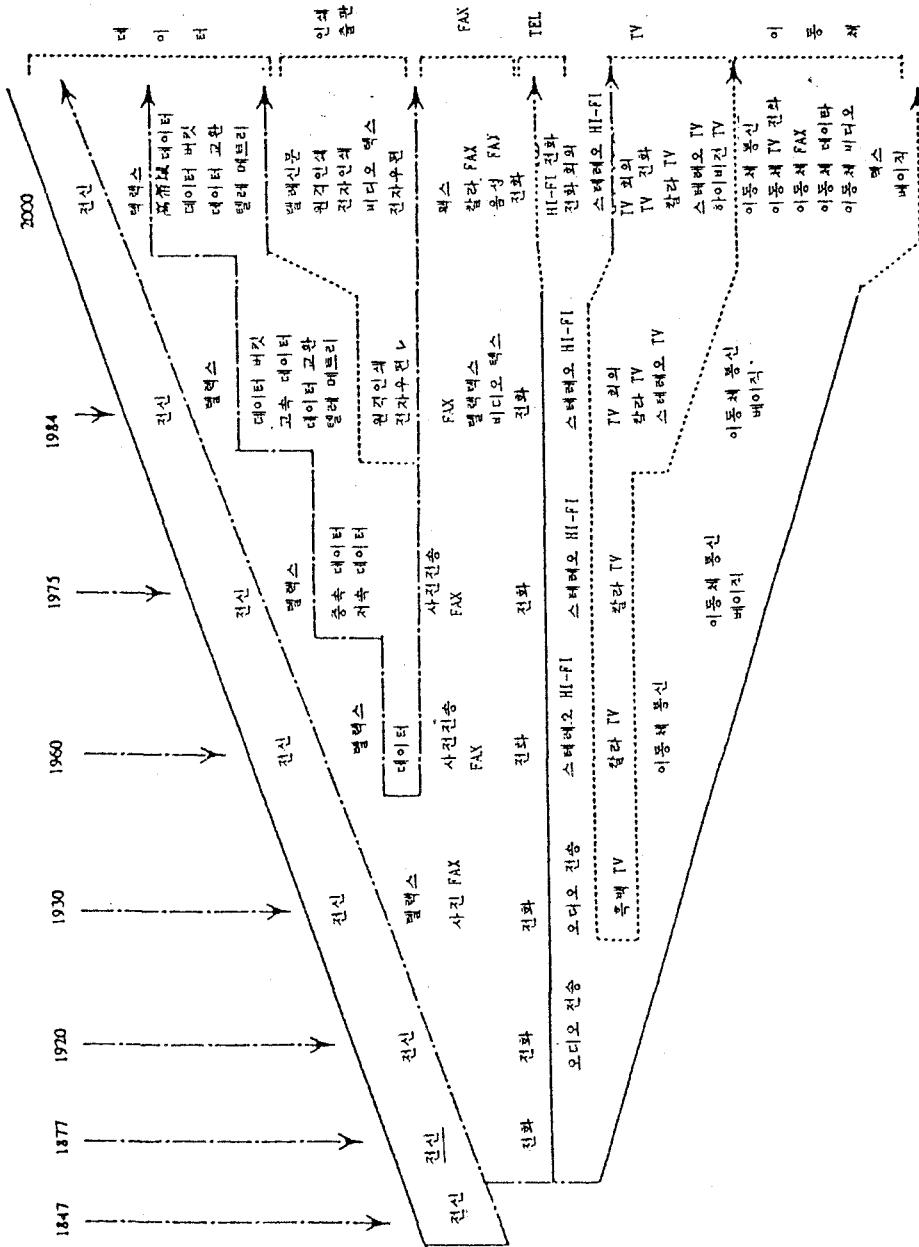 1847
1877
1920
1930
1960
1975
1984
2000
전신
전신
전화
전신
전화
오디오 전송
전신
텔렉스
사진 FAX
전화
오디오 전송
흑백 TV
전신
텔렉스
데이터
사진전송
FAX
전화
스테레오 HI-FI
칼라 TV
이동체 통신
전신
텔렉스
중속 데이터
저속 데이터
사진전송
FAX
전화
스테레오 HI-FI
칼라 TV
이동체 통신
페이직
전신
텔렉스
데이터 버킷
고속 데이터
데이터 교환
텔레 메트리
원격인쇄
전자우편
FAX
텔렉텍스
비디오 텍스
전화
스테레오 HI-FI
TV 회의
칼라 TV
스테레오 TV
이동체 통신
페이직
전신
텔렉스
데이터
데이터 버킷
데이터 교환
텔레 메트리
텔레신문
원격인쇄
전자인쇄
비디오 텍스
전자우편
팩스
칼라 FAX
음성 FAX
전화
HI-FI 전화
전화회의
스테레오 HI-FI
TV 회의
TV 전화
칼라 TV
스테레오 TV
하이비전 TV
이동체 통신
이동체 TV 전화
이동체 FAX
이동체 데이타
이동체 비디오
텍스
페이직
데이터
인쇄
출판
FAX
TEL
TV
이동체